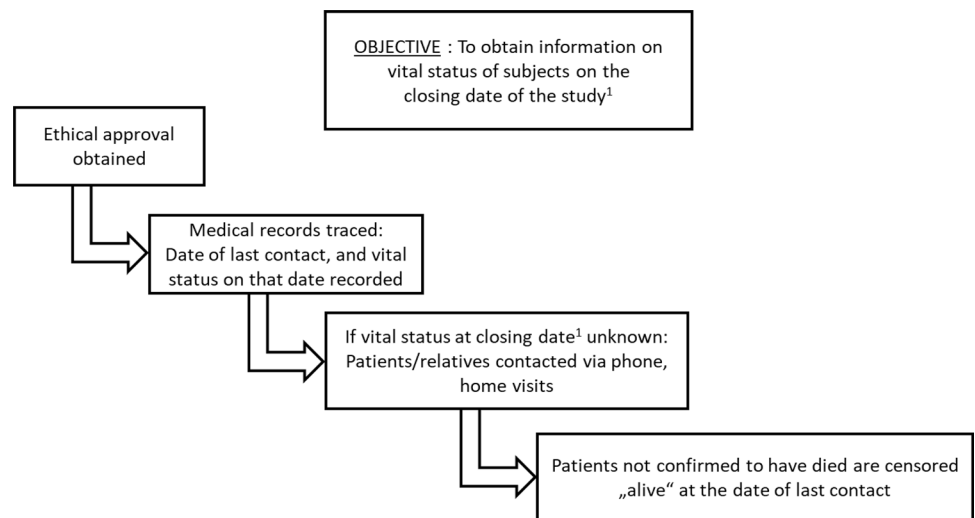 OBJECTIVE : To obtain information on
vital status of subjects on the
closing date of the study¹
Ethical approval
obtained
Medical records traced:
Date of last contact, and vital
status on that date recorded
If vital status at closing date¹ unknown:
Patients/relatives contacted via phone,
home visits
Patients not confirmed to have died are censored
„alive“ at the date of last contact